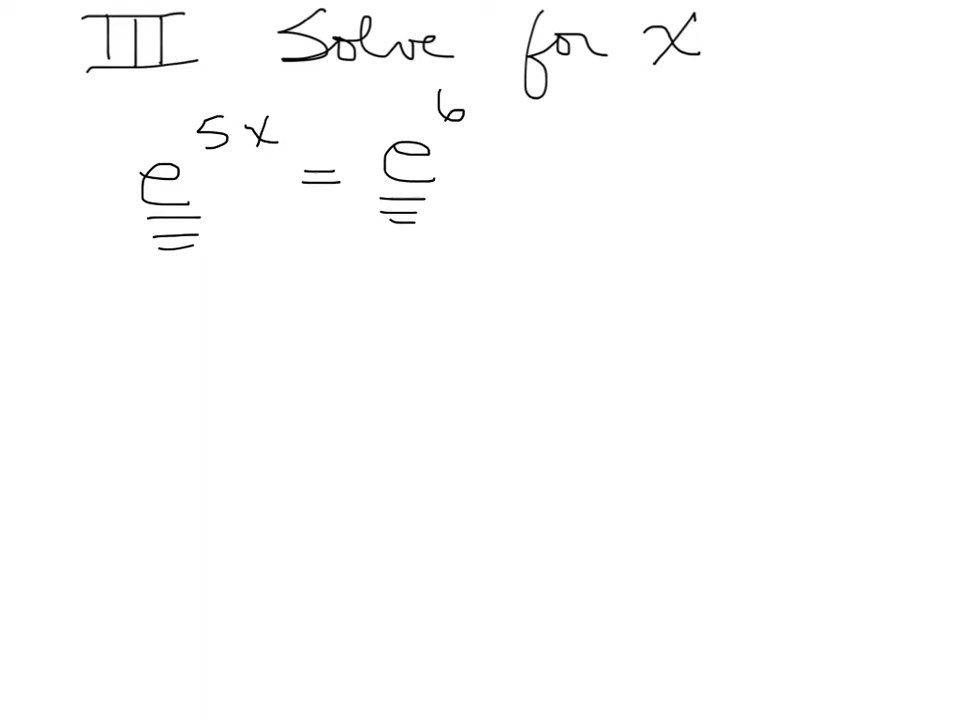 III Solve for x
e^{5x} = e^{6}